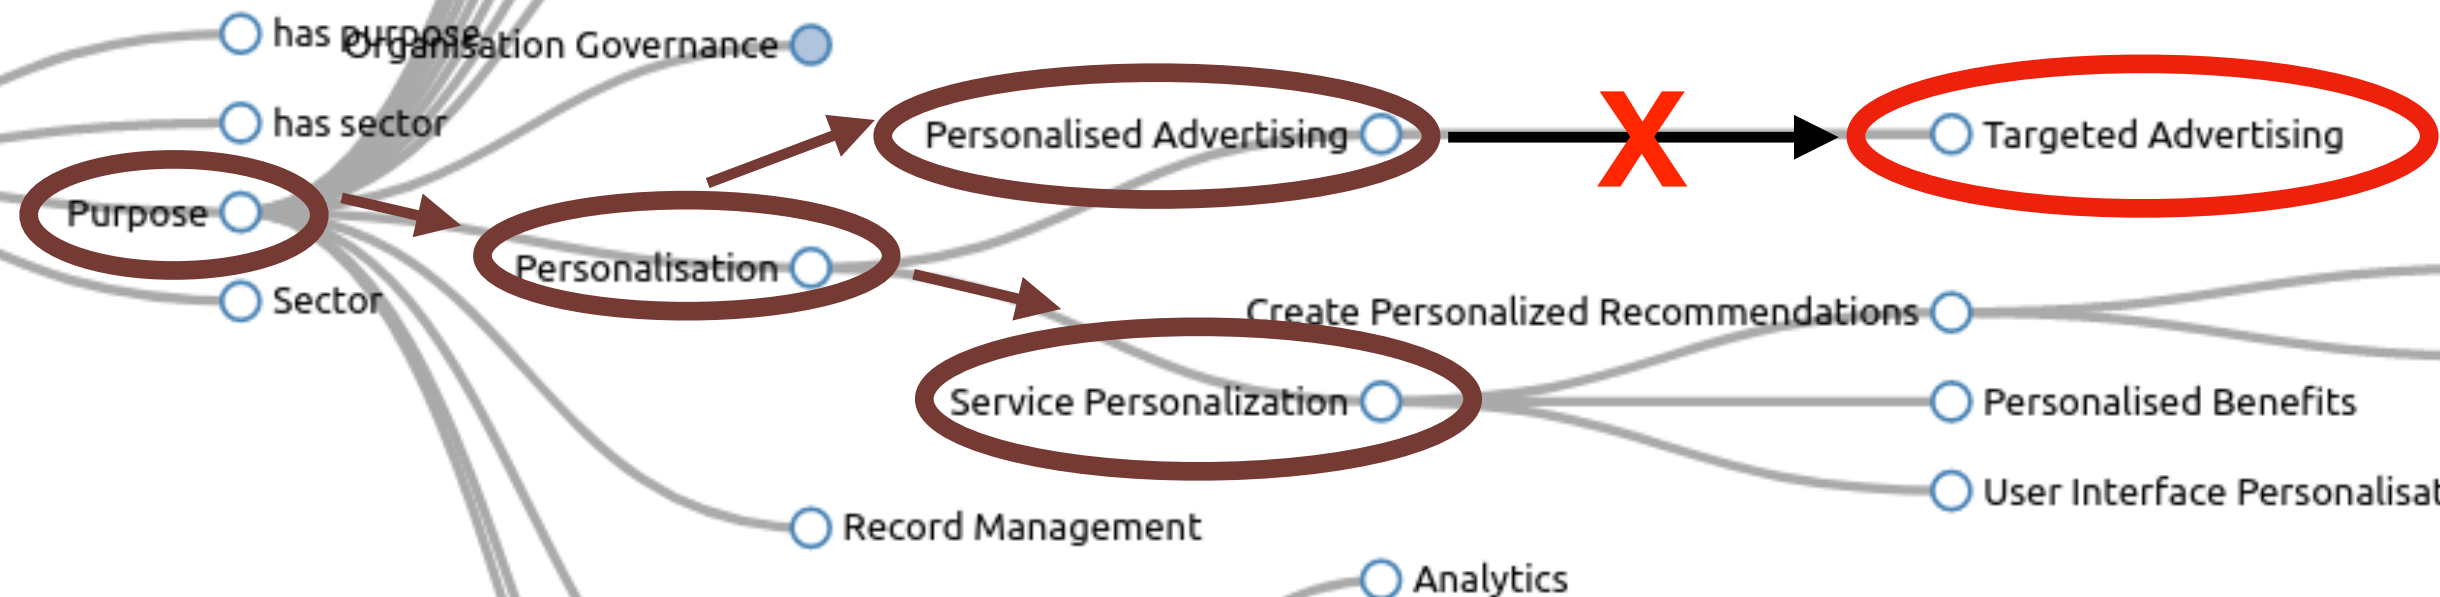 has purpose
Organisation Governance
has sector
Personalised Advertising
X
Targeted Advertising
Purpose
Personalisation
Sector
Create Personalized Recommendations
Service Personalization
Personalised Benefits
User Interface Personalisat
Record Management
Analytics